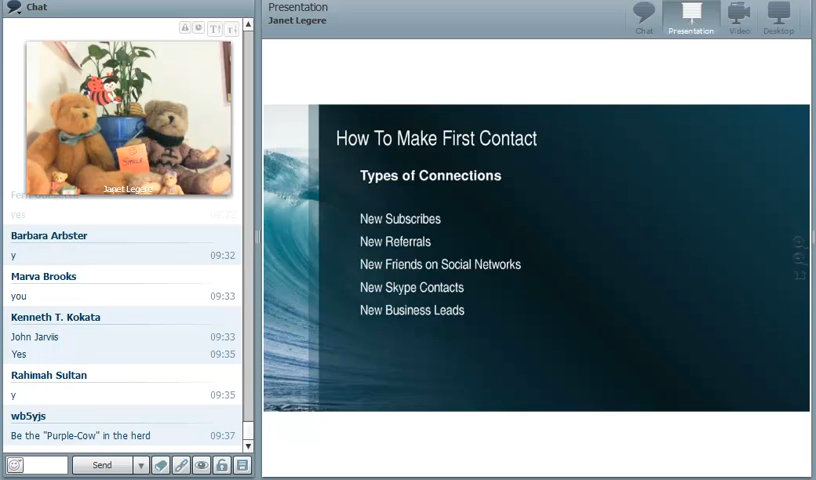 Chat
Janet Legere
yes
Barbara Arbster
y 09:32
Marva Brooks
you 09:33
Kenneth T. Kokata
John Jarviis 09:33
Yes 09:35
Rahimah Sultan
y 09:35
wb5yjs
Be the "Purple-Cow" in the herd 09:37
Send
Presentation
Janet Legere
Chat
Presentation
Video
Desktop
How To Make First Contact
Types of Connections
New Subscribes
New Referrals
New Friends on Social Networks
New Skype Contacts
New Business Leads
13